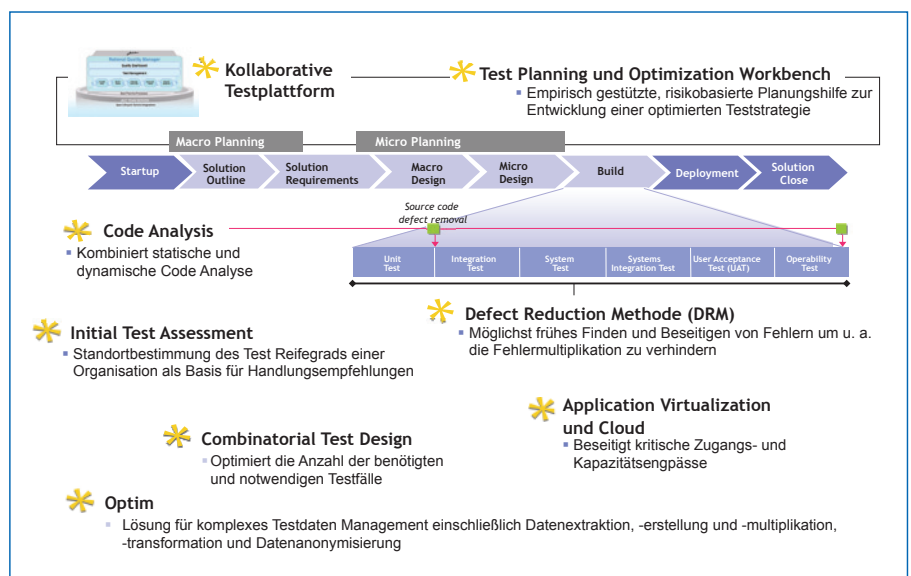 Kollaborative
Testplattform
Test Planning und Optimization Workbench
Empirisch gestützte, risikobasierte Planungshilfe zur
Entwicklung einer optimierten Teststrategie
Macro Planning
Micro Planning
Startup
Solution
Outline
Solution
Requirements
Macro
Design
Micro
Design
Build
Deployment
Solution
Close
Source code
defect removal
Code Analysis
Kombiniert statische und
dynamische Code Analyse
Unit
Test
Integration
Test
System
Test
Systems
Integration Test
User Acceptance
Test (UAT)
Operability
Test
Defect Reduction Methode (DRM)
Möglichst frühes Finden und Beseitigen von Fehlern um u. a.
die Fehlermultiplikation zu verhindern
Initial Test Assessment
Standortbestimmung des Test Reifegrads einer
Organisation als Basis für Handlungsempfehlungen
Application Virtualization
und Cloud
Beseitigt kritische Zugangs- und
Kapazitätsengpässe
Combinatorial Test Design
Optimiert die Anzahl der benötigten
und notwendigen Testfälle
Optim
Lösung für komplexes Testdaten Management einschließlich Datenextraktion, -erstellung und -multiplikation,
-transformation und Datenanonymisierung